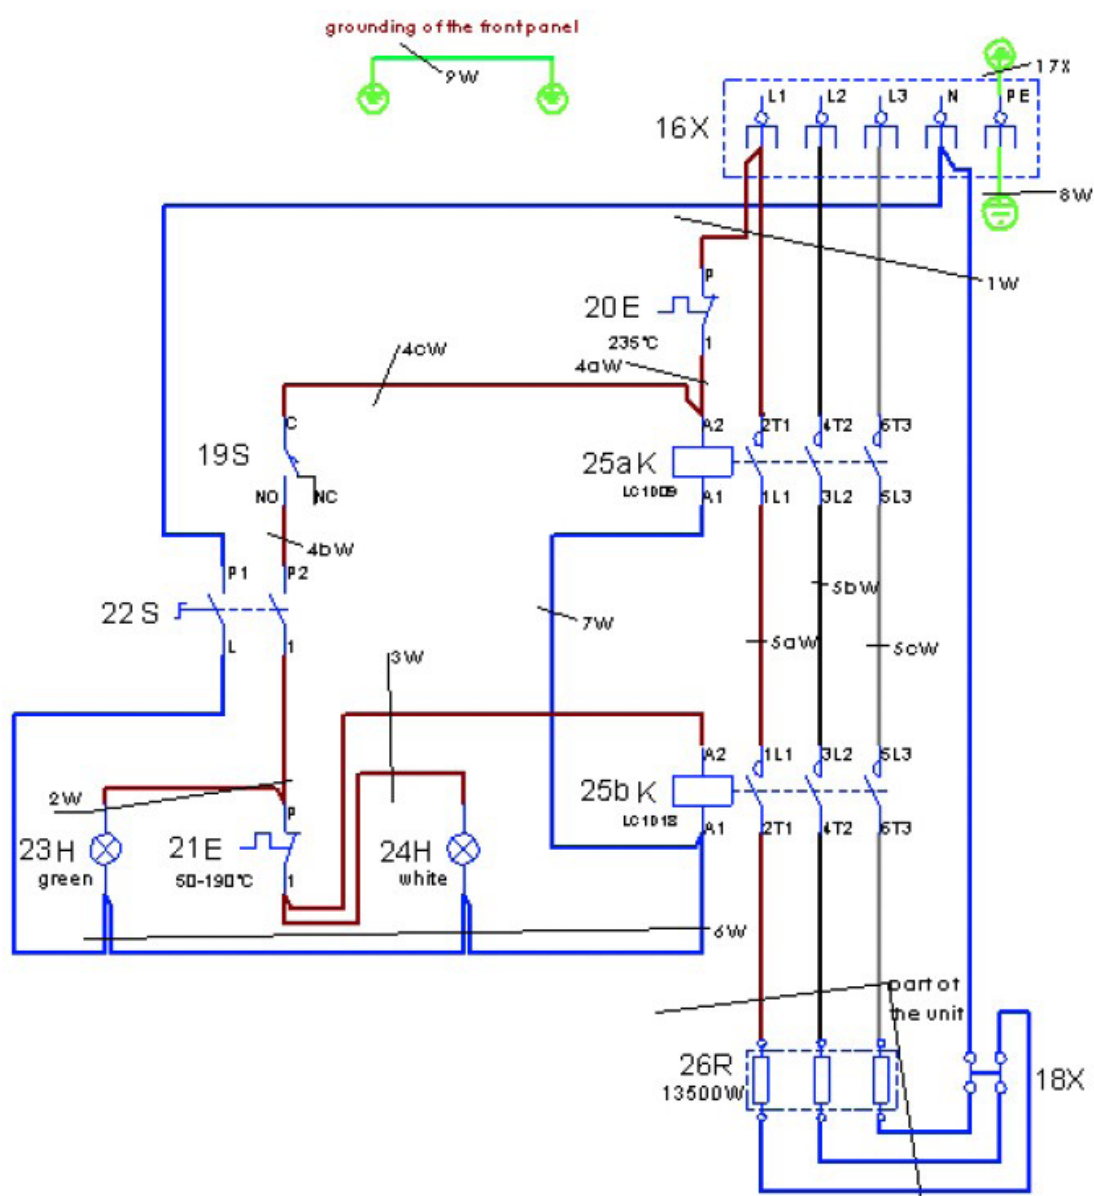 grounding of the front panel
9W
17X
L1
L2
L3
N
PE
16X
8W
1W
P
20E
235°C
1
4cW
4aW
C
A2
2T1
4T2
6T3
19S
25aK
LC1D09
NO
NC
A1
1L1
3L2
5L3
4bW
P1
P2
5bW
22S
7W
L
1
5aW
5cW
3W
A2
1L1
3L2
5L3
2W
P
25bK
LC1D18
A1
2T1
4T2
6T3
23H
green
21E
50-190°C
1
24H
white
6W
part of
the unit
26R
13500W
18X